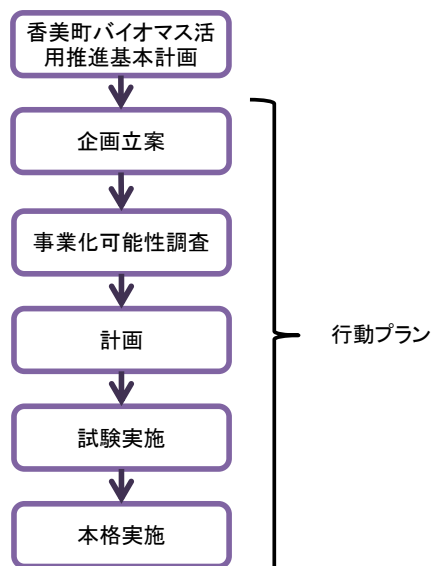 香美町バイオマス活
用推進基本計画
企画立案
事業化可能性調査
計画
行動プラン
試験実施
本格実施